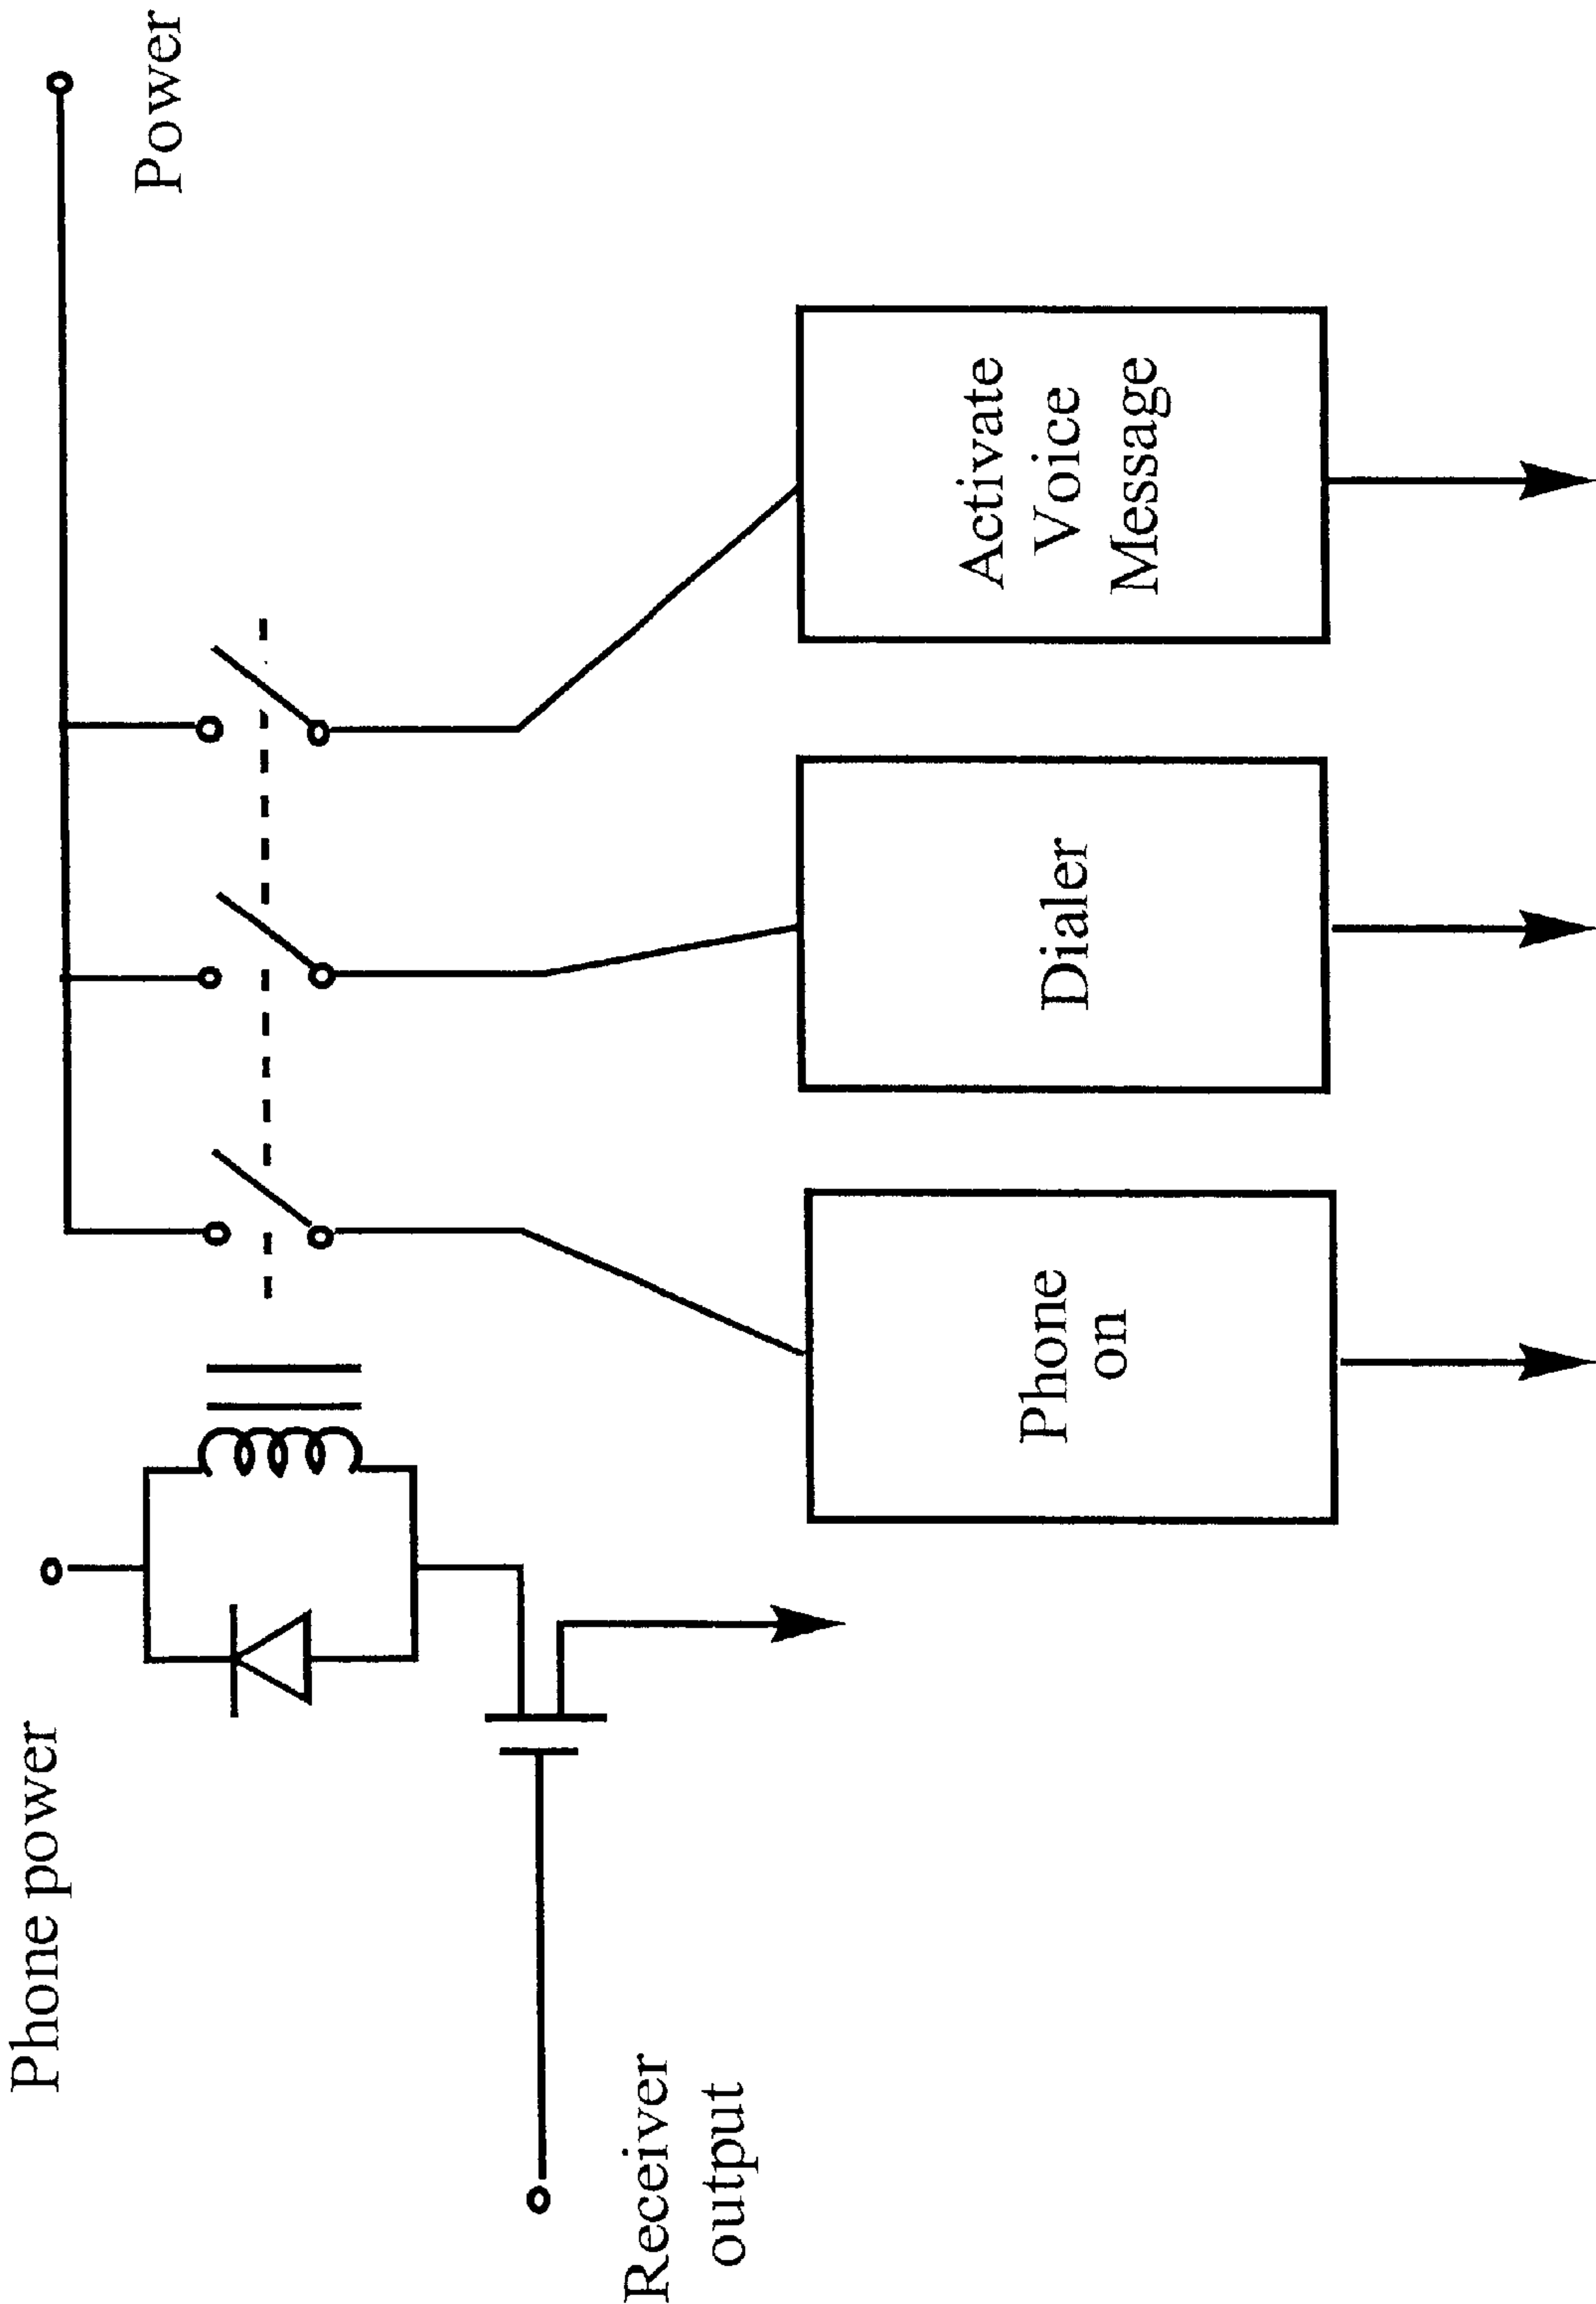 Phone power
Power
Receiver
output
Phone
on
Dialer
Activate
Voice
Message